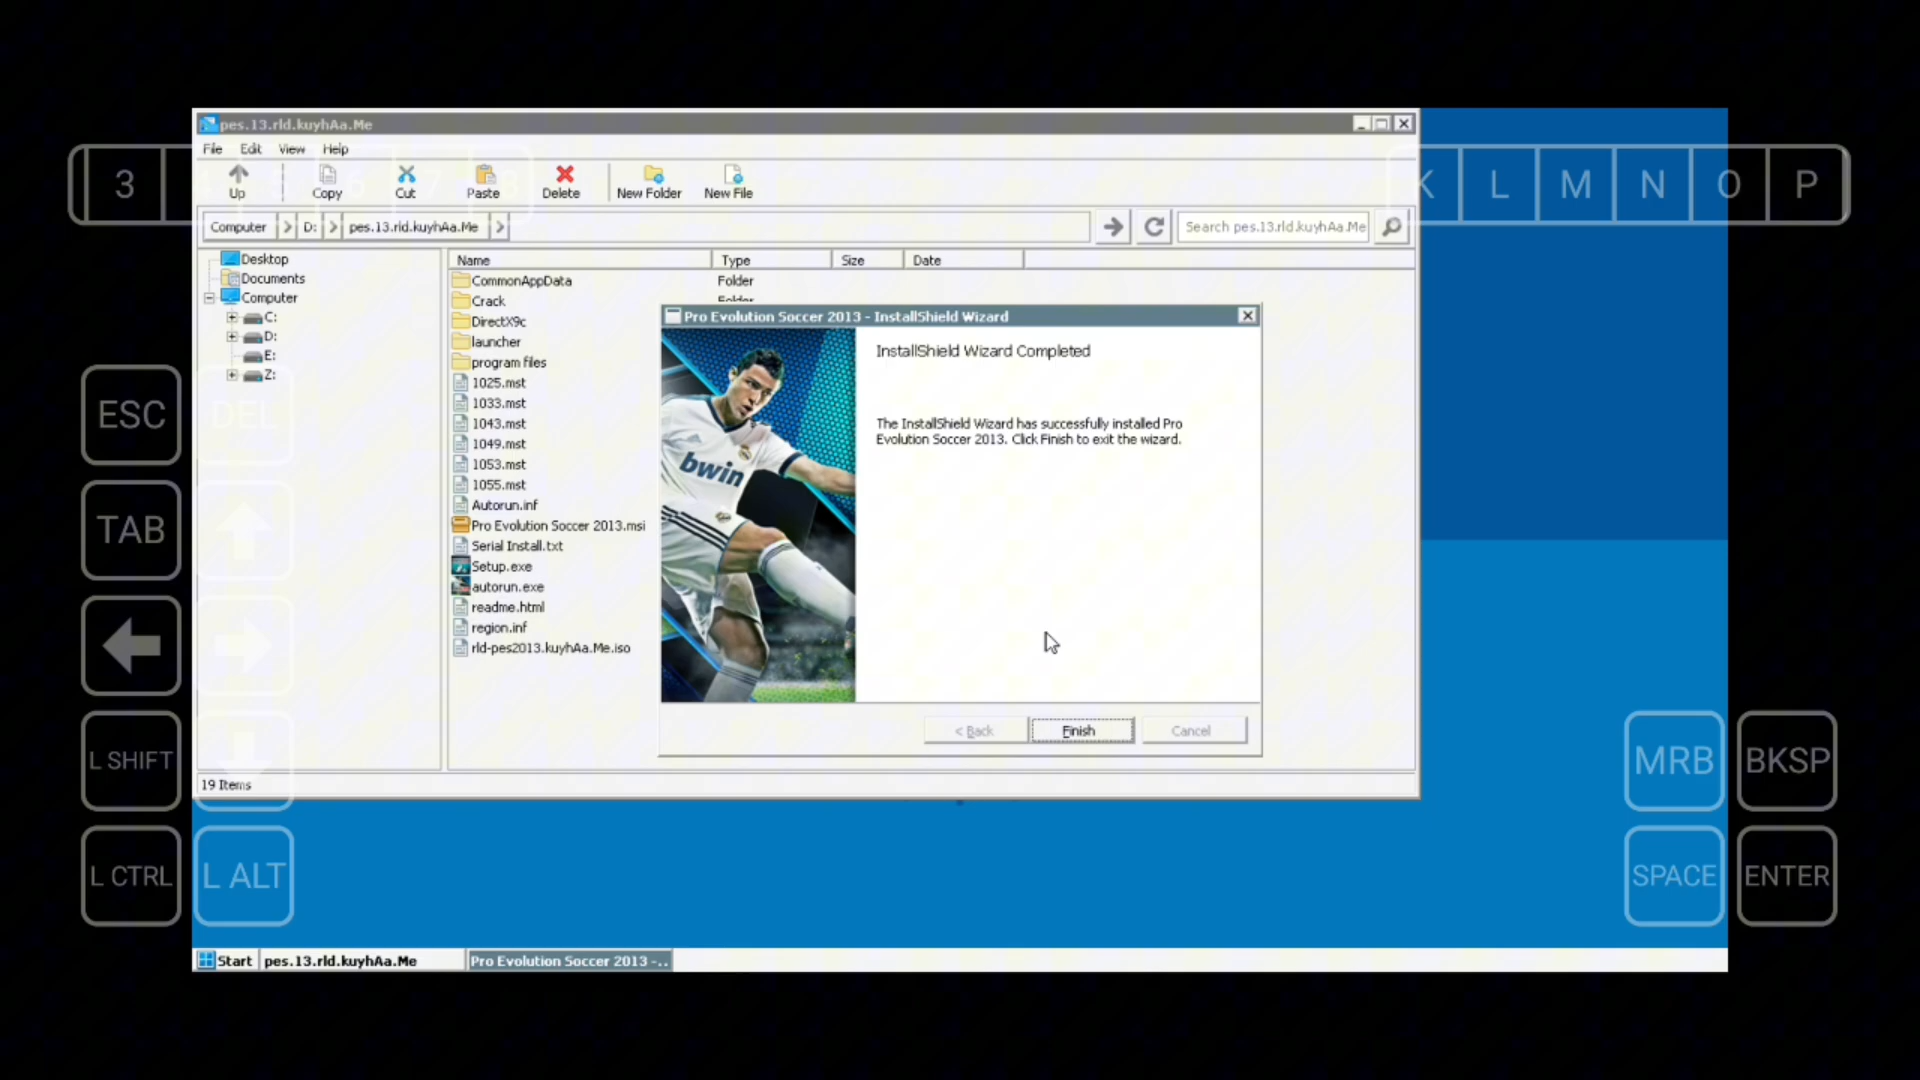 pes.13.rld.kuyhAa.Me
File Edit View Help
Up Copy Cut Paste Delete New Folder New File
3 K L M N O P
Computer D: pes.13.rld.kuyhAa.Me Search pes.13.rld.kuyhAa.Me
Desktop
Documents
Computer
C:
D:
E:
Z:
Name Type Size Date
CommonAppData Folder
Crack Folder
DirectX9c
launcher
program files
1025.mst
1033.mst
1043.mst
1049.mst
1053.mst
1055.mst
Autorun.inf
Pro Evolution Soccer 2013.msi
Serial Install.txt
Setup.exe
autorun.exe
readme.html
region.inf
rld-pes2013.kuyhAa.Me.iso
Pro Evolution Soccer 2013 - InstallShield Wizard
InstallShield Wizard Completed
The InstallShield Wizard has successfully installed Pro
Evolution Soccer 2013. Click Finish to exit the wizard.
bwin
< Back Finish Cancel
19 Items
ESC DEL
TAB
L SHIFT
L CTRL L ALT
MRB BKSP
SPACE ENTER
Start pes.13.rld.kuyhAa.Me Pro Evolution Soccer 2013 -..